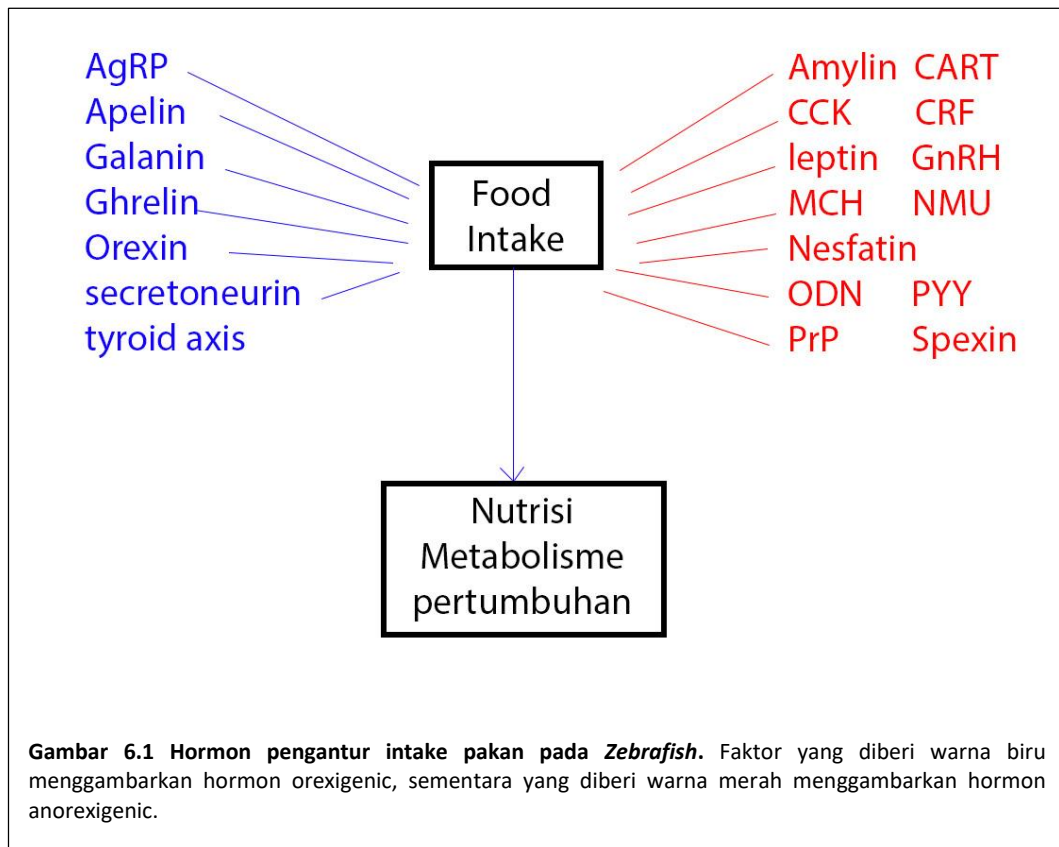 AgRP
Apelin
Galanin
Ghrelin
Orexin
secretoneurin
tyroid axis
Food
Intake
Amylin CART
CCK CRF
leptin GnRH
MCH NMU
Nesfatin
ODN PYY
PrP Spexin
Nutrisi
Metabolisme
pertumbuhan
Gambar 6.1 Hormon pengantur intake pakan pada Zebrafish. Faktor yang diberi warna biru
menggambarkan hormon orexigenic, sementara yang diberi warna merah menggambarkan hormon
anorexigenic.